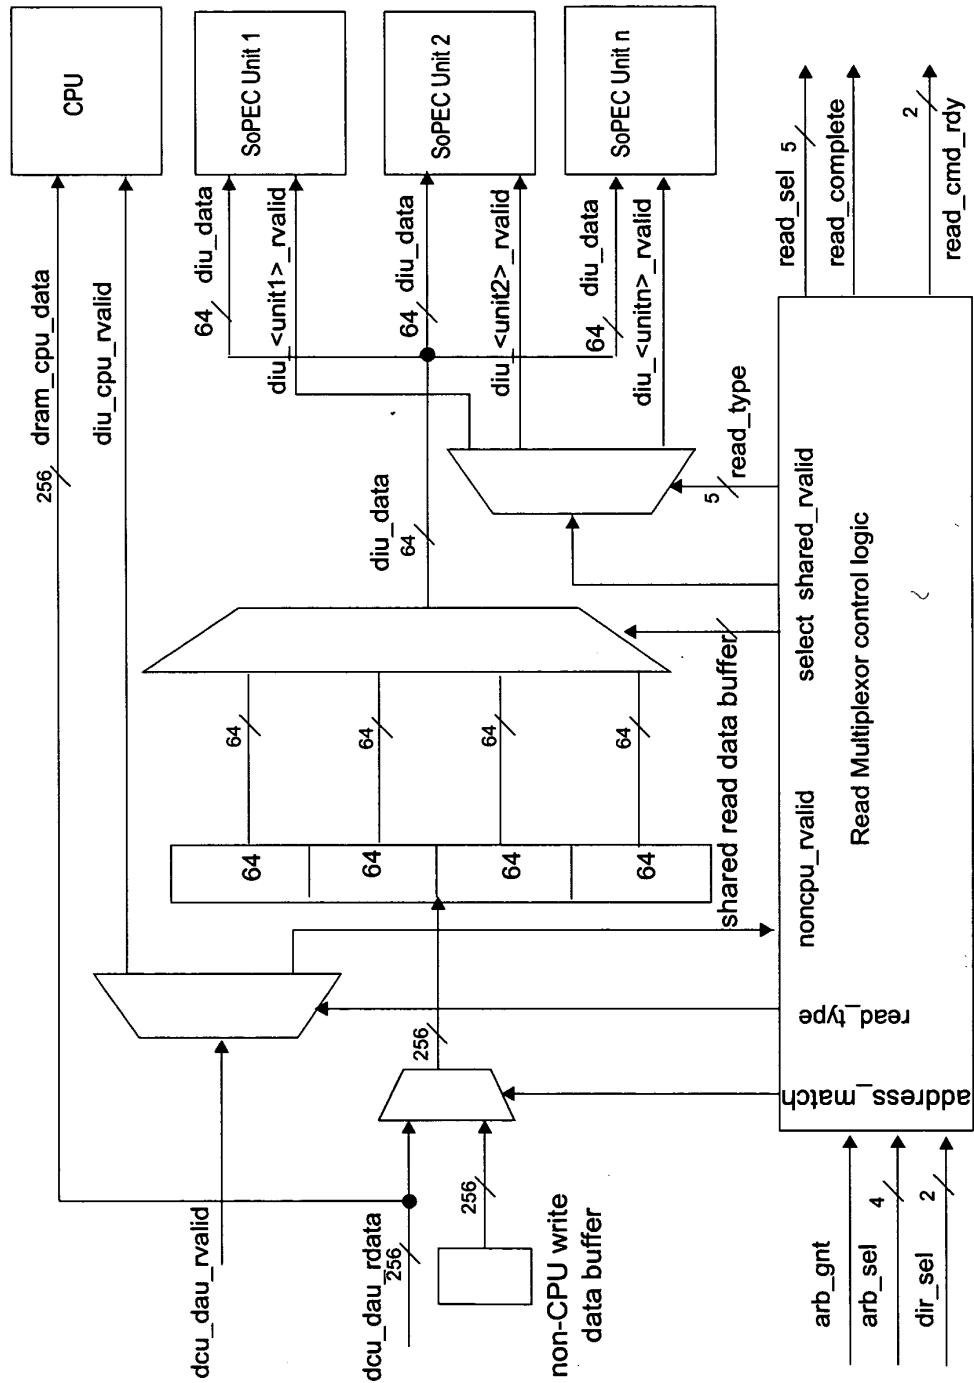 CPU
SoPEC Unit 1
SoPEC Unit 2
SoPEC Unit n
256
dram_cpu_data
diu_cpu_rvalid
64
diu_data
diu_<unit1>_rvalid
64
diu_data
diu_<unit2>_rvalid
64
diu_data
diu_<unitn>_rvalid
diu_data
64
5
read_type
64
64
64
64
64
64
64
64
shared read data buffer
256
dcu_dau_rvalid
dcu_dau_rdata
256
256
non-CPU write
data buffer
address_match
read_type
noncpu_rvalid
select
shared_rvalid
Read Multiplexor control logic
arb_gnt
arb_sel
4
dir_sel
2
read_sel
5
read_complete
2
read_cmd_rdy